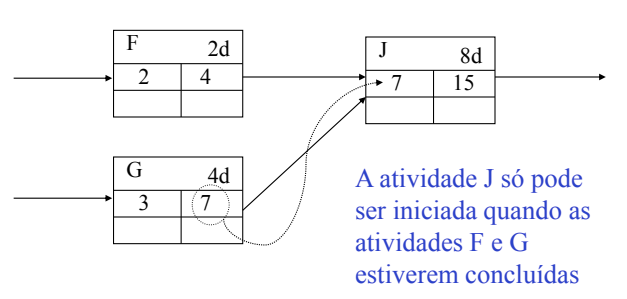 F 2d
2 4
J 8d
7 15
G 4d
3 7
A atividade J só pode
ser iniciada quando as
atividades F e G
estiverem concluídas